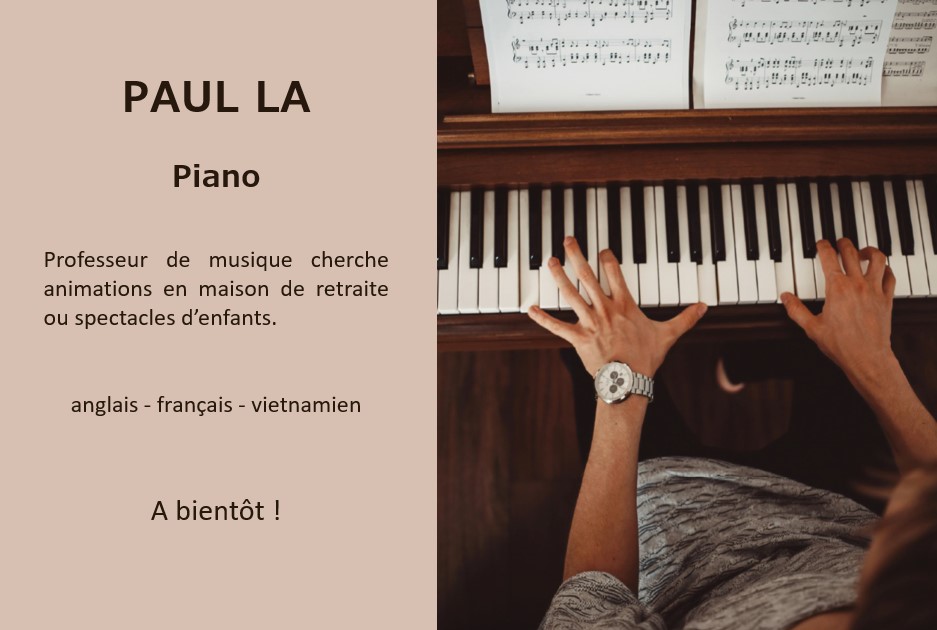 PAUL LA
Piano
Professeur de musique cherche
animations en maison de retraite
ou spectacles d’enfants.
anglais - français - vietnamien
A bientôt !